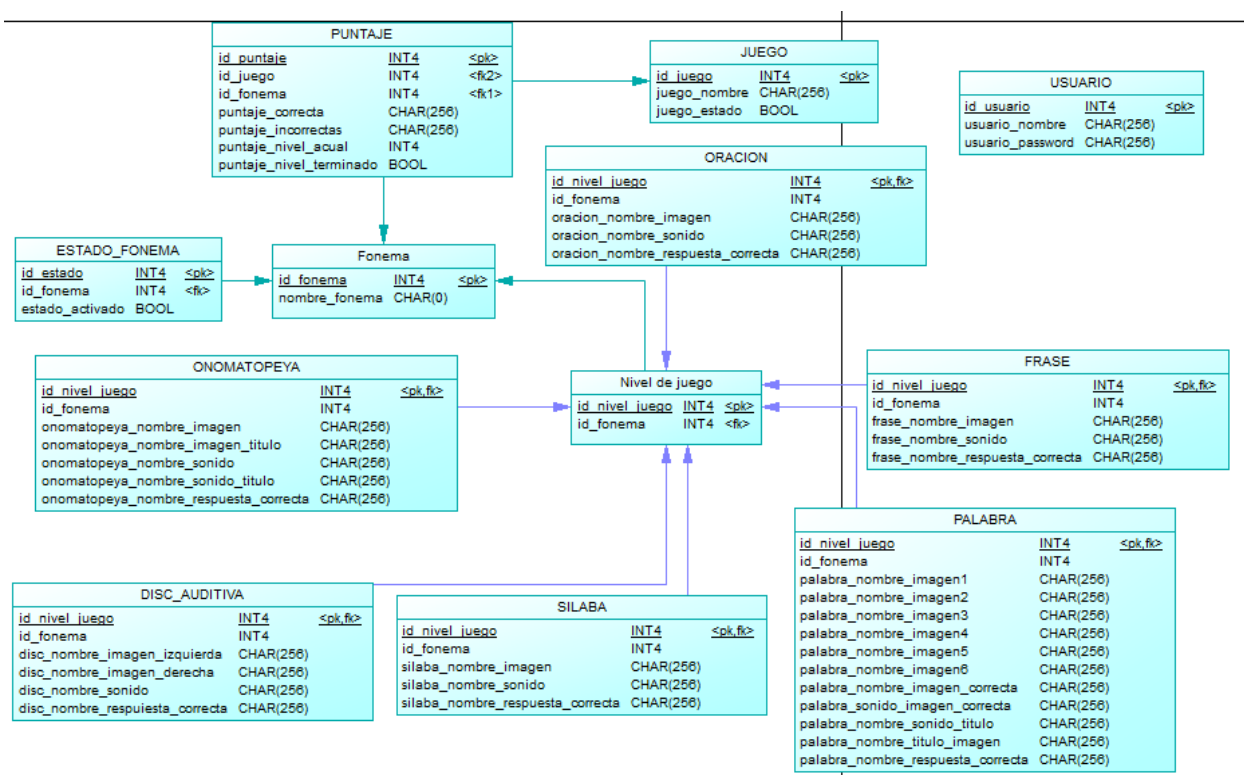 PUNTAJE
id_puntaje INT4 <pk>
id_juego INT4 <fk2>
id_fonema INT4 <fk1>
puntaje_correcta CHAR(256)
puntaje_incorrectas CHAR(256)
puntaje_nivel_acual INT4
puntaje_nivel_terminado BOOL
JUEGO
id_juego INT4 <pk>
juego_nombre CHAR(256)
juego_estado BOOL
USUARIO
id_usuario INT4 <pk>
usuario_nombre CHAR(256)
usuario_password CHAR(256)
ORACION
id_nivel_juego INT4 <pk,fk>
id_fonema INT4
oracion_nombre_imagen CHAR(256)
oracion_nombre_sonido CHAR(256)
oracion_nombre_respuesta_correcta CHAR(256)
ESTADO_FONEMA
id_estado INT4 <pk>
id_fonema INT4 <fk>
estado_activado BOOL
Fonema
id_fonema INT4 <pk>
nombre_fonema CHAR(0)
ONOMATOPEYA
id_nivel_juego INT4 <pk,fk>
id_fonema INT4
onomatopeya_nombre_imagen CHAR(256)
onomatopeya_nombre_imagen_titulo CHAR(256)
onomatopeya_nombre_sonido CHAR(256)
onomatopeya_nombre_sonido_titulo CHAR(256)
onomatopeya_nombre_respuesta_correcta CHAR(256)
Nivel de juego
id_nivel_juego INT4 <pk>
id_fonema INT4 <fk>
FRASE
id_nivel_juego INT4 <pk,fk>
id_fonema INT4
frase_nombre_imagen CHAR(256)
frase_nombre_sonido CHAR(256)
frase_nombre_respuesta_correcta CHAR(256)
DISC_AUDITIVA
id_nivel_juego INT4 <pk,fk>
id_fonema INT4
disc_nombre_imagen_izquierda CHAR(256)
disc_nombre_imagen_derecha CHAR(256)
disc_nombre_sonido CHAR(256)
disc_nombre_respuiesta_correcta CHAR(256)
SILABA
id_nivel_juego INT4 <pk,fk>
id_fonema INT4
silaba_nombre_imagen CHAR(256)
silaba_nombre_sonido CHAR(256)
silaba_nombre_respuesta_correcta CHAR(256)
PALABRA
id_nivel_juego INT4 <pk,fk>
id_fonema INT4
palabra_nombre_imagen1 CHAR(256)
palabra_nombre_imagen2 CHAR(256)
palabra_nombre_imagen3 CHAR(256)
palabra_nombre_imagen4 CHAR(256)
palabra_nombre_imagen5 CHAR(256)
palabra_nombre_imagen6 CHAR(256)
palabra_nombre_imagen_correcta CHAR(256)
palabra_sonido_imagen_correcta CHAR(256)
palabra_nombre_sonido_titulo CHAR(256)
palabra_nombre_titulo_imagen CHAR(256)
palabra_nombre_respuesta_correcta CHAR(256)